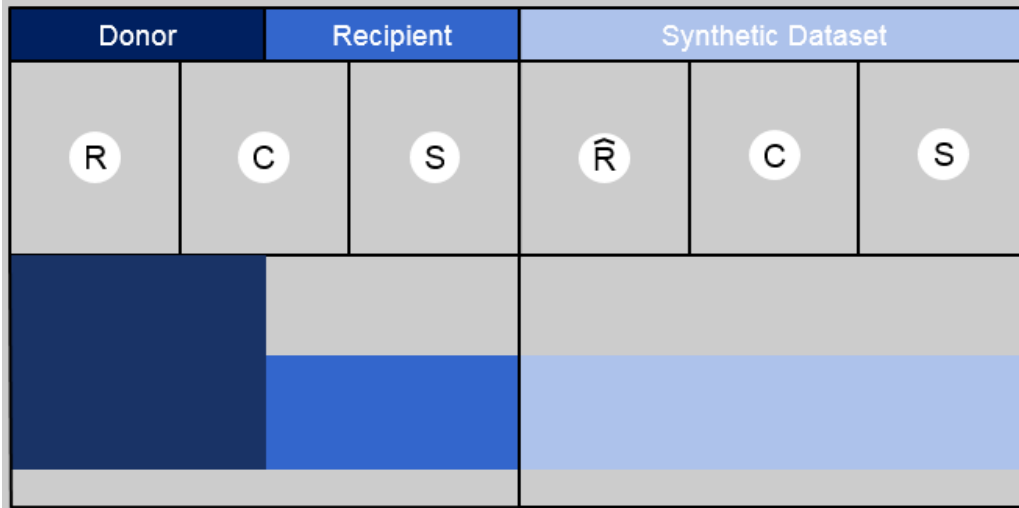 Donor Recipient Synthetic Dataset
R C S R̂ C S